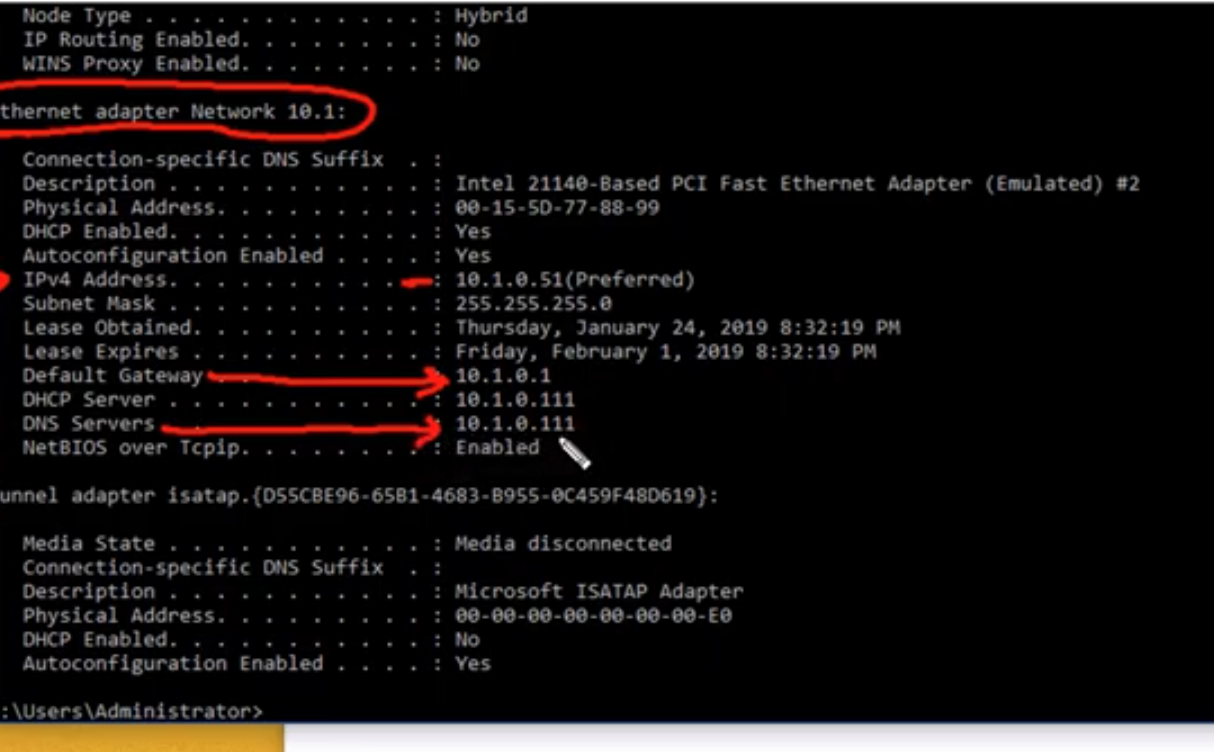 Node Type . . . . . . . . . . . . : Hybrid
IP Routing Enabled. . . . . . . . : No
WINS Proxy Enabled. . . . . . . . : No
thernet adapter Network 10.1:
Connection-specific DNS Suffix  . :
Description . . . . . . . . . . . : Intel 21140-Based PCI Fast Ethernet Adapter (Emulated) #2
Physical Address. . . . . . . . . : 00-15-5D-77-88-99
DHCP Enabled. . . . . . . . . . . : Yes
Autoconfiguration Enabled . . . . : Yes
IPv4 Address. . . . . . . . . . . : 10.1.0.51(Preferred)
Subnet Mask . . . . . . . . . . . : 255.255.255.0
Lease Obtained. . . . . . . . . . : Thursday, January 24, 2019 8:32:19 PM
Lease Expires . . . . . . . . . . : Friday, February 1, 2019 8:32:19 PM
Default Gateway . . . . . . . . . : 10.1.0.1
DHCP Server . . . . . . . . . . . : 10.1.0.111
DNS Servers . . . . . . . . . . . : 10.1.0.111
NetBIOS over Tcpip. . . . . . . . : Enabled
unnel adapter isatap.{D55CBE96-65B1-4683-B955-0C459F48D619}:
Media State . . . . . . . . . . . : Media disconnected
Connection-specific DNS Suffix  . :
Description . . . . . . . . . . . : Microsoft ISATAP Adapter
Physical Address. . . . . . . . . : 00-00-00-00-00-00-00-E0
DHCP Enabled. . . . . . . . . . . : No
Autoconfiguration Enabled . . . . : Yes
:\Users\Administrator>